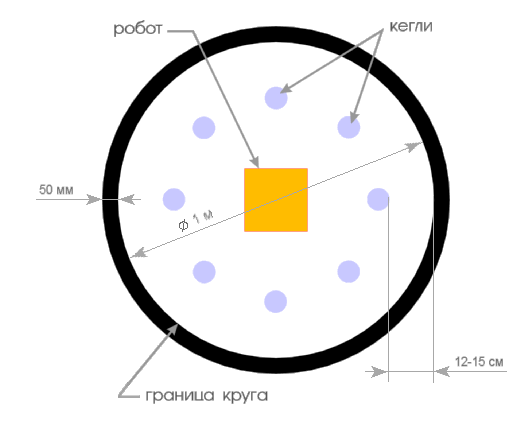 робот
кегли
50 мм
ф 1 м
12-15 см
граница круга